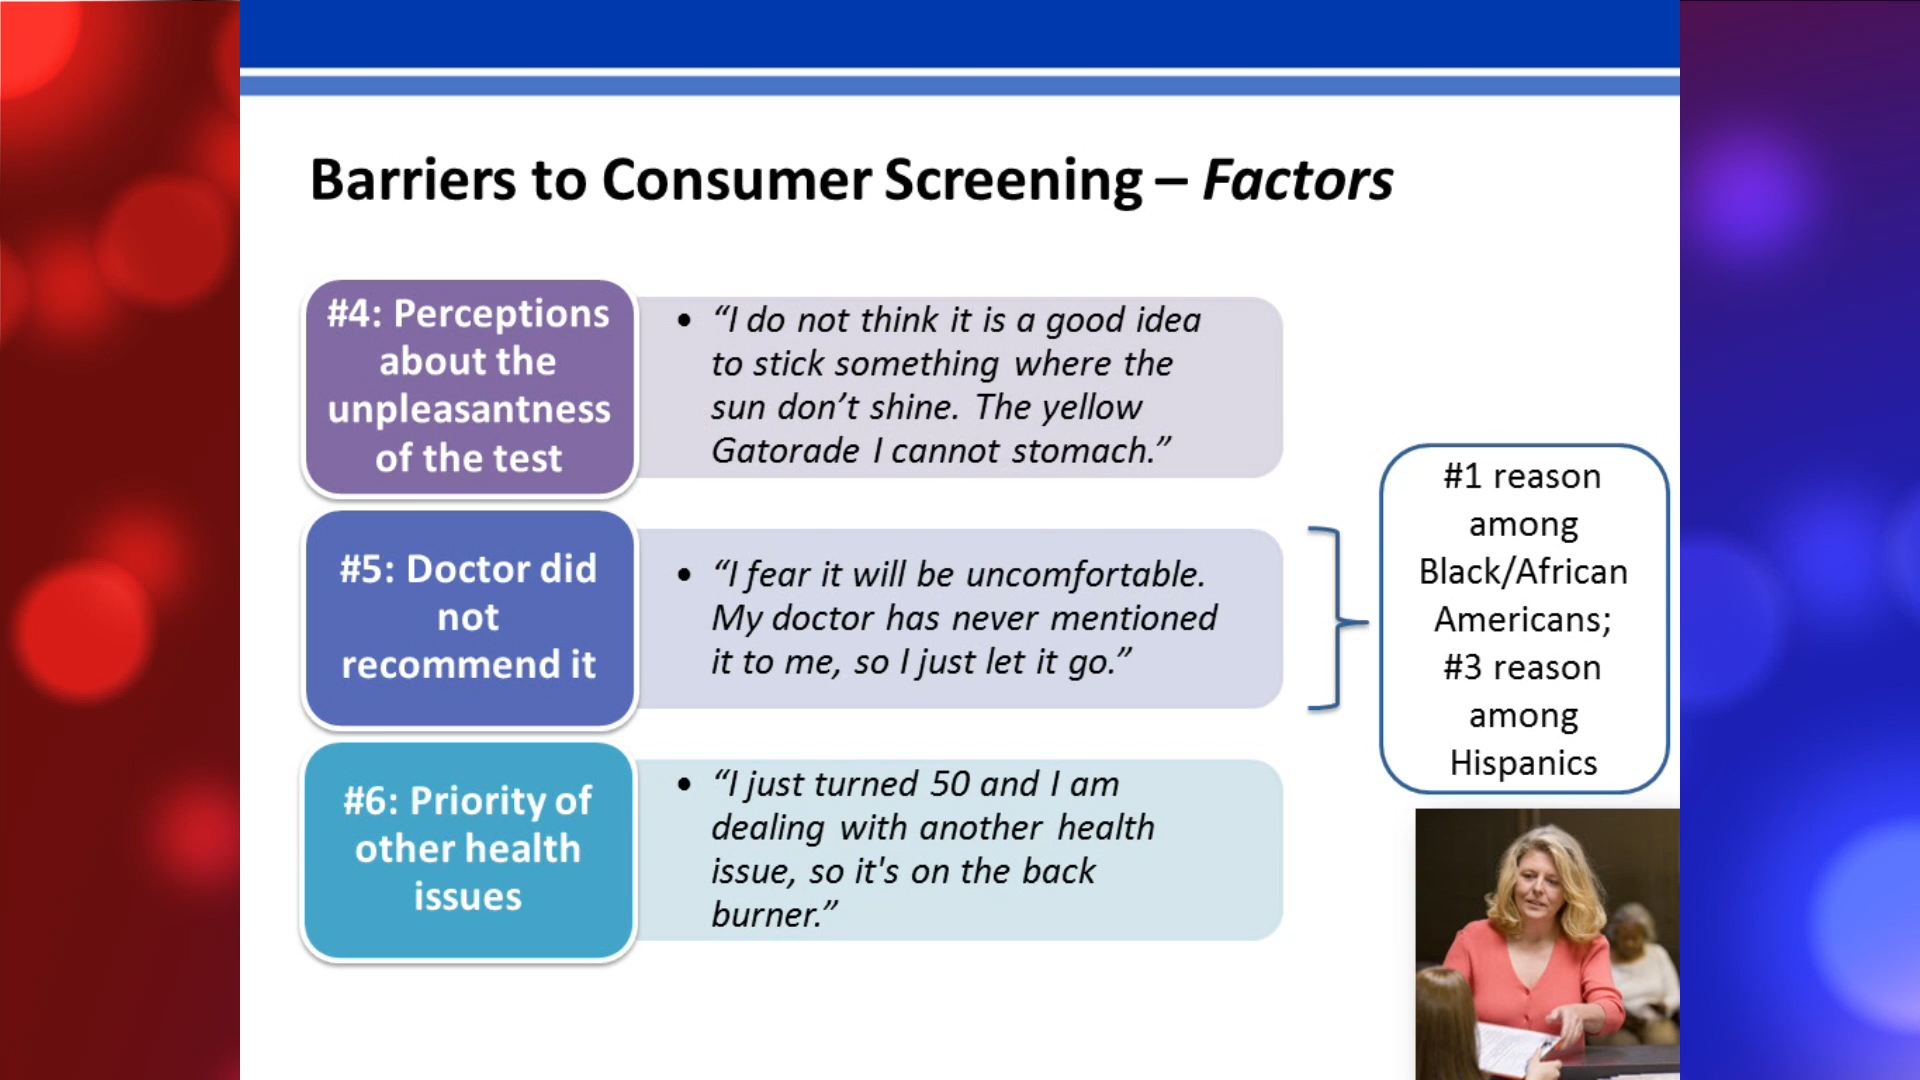 Barriers to Consumer Screening – Factors
#4: Perceptions
about the
unpleasantness
of the test
• “I do not think it is a good idea
to stick something where the
sun don’t shine. The yellow
Gatorade I cannot stomach.”
#5: Doctor did
not
recommend it
• “I fear it will be uncomfortable.
My doctor has never mentioned
it to me, so I just let it go.”
#1 reason
among
Black/African
Americans;
#3 reason
among
Hispanics
#6: Priority of
other health
issues
• “I just turned 50 and I am
dealing with another health
issue, so it's on the back
burner.”